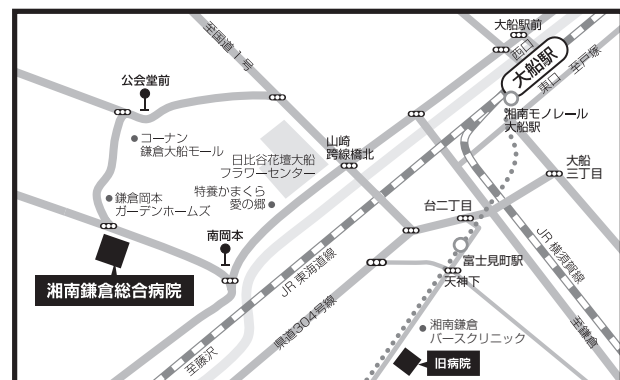 大船駅前
至国道1号
西口
大船駅
東口
至戸塚
公会堂前
湘南モノレール
大船駅
コーナン
鎌倉大船モール
山崎
跨線橋北
日比谷花壇大船
フラワーセンター
大船
三丁目
特養かまくら
愛の郷
鎌倉岡本
ガーデンホームズ
台二丁目
南岡本
富士見町駅
JR東海道線
JR横須賀線
湘南鎌倉総合病院
天神下
県道304号線
湘南鎌倉
バースクリニック
至鎌倉
至藤沢
旧病院